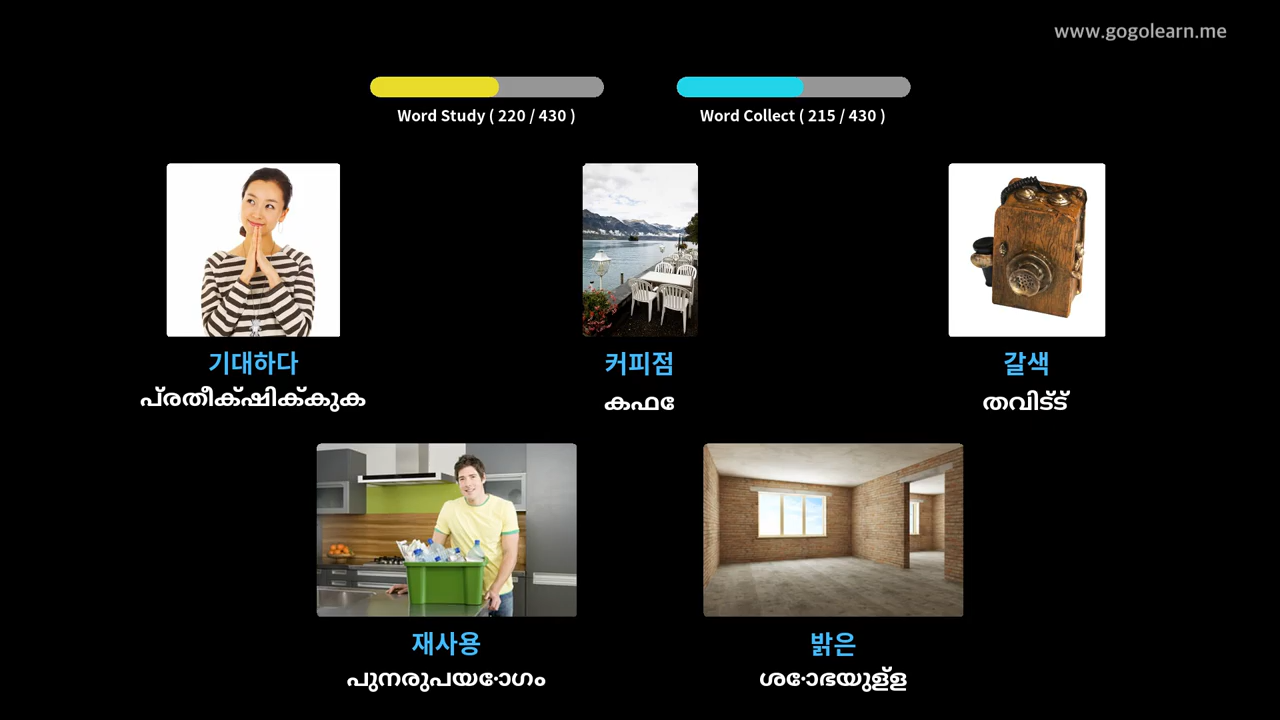 www.gogolearn.me
Word Study ( 220 / 430 )
Word Collect ( 215 / 430 )
기대하다
പ്രതീക്ഷിക്കുക
커피점
കഫേ
갈색
തവിട്ട്
재사용
പുനരുപയോഗം
밝은
ശോഭയുള്ള